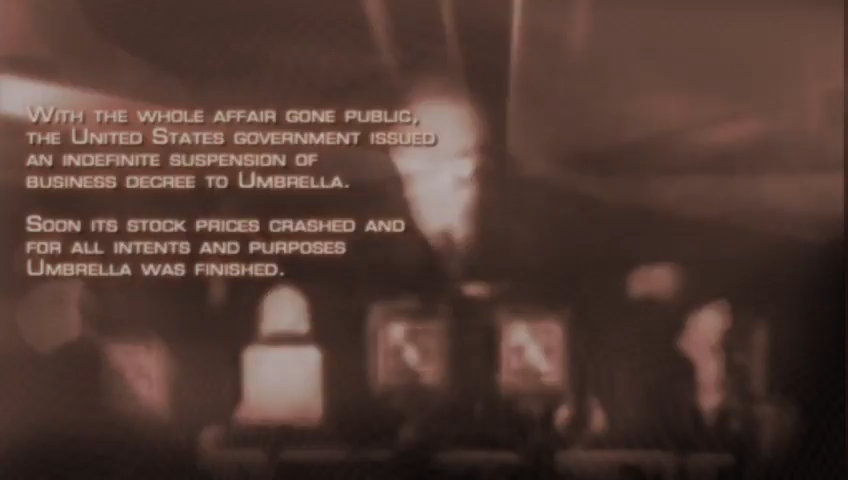 With the whole affair gone public,
the United States government issued
an indefinite suspension of
business decree to Umbrella.
Soon its stock prices crashed and
for all intents and purposes
Umbrella was finished.